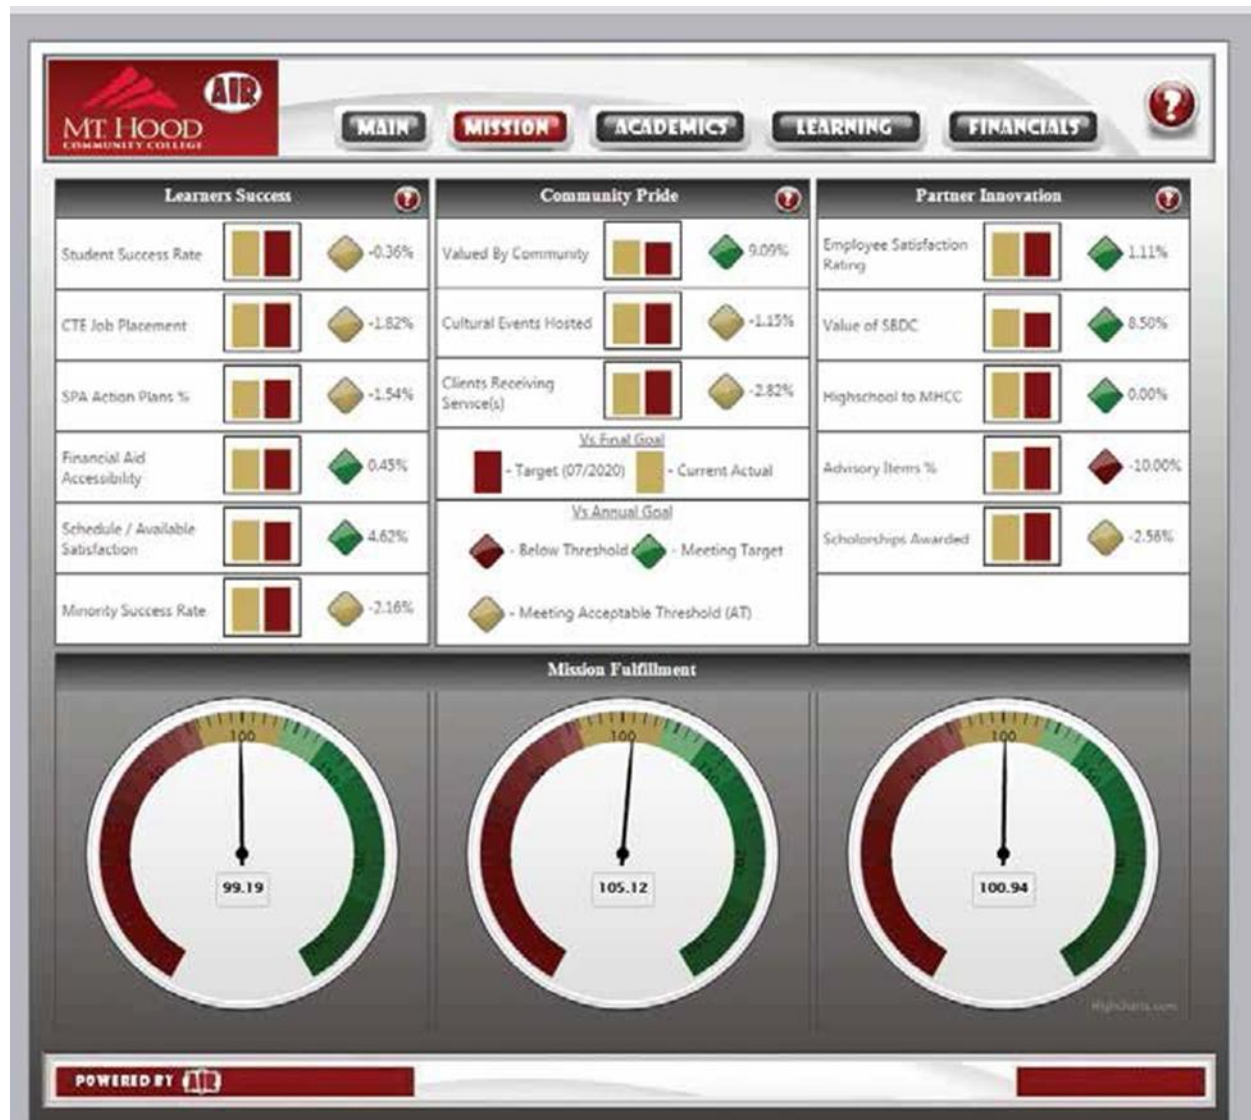 AIR
MT. HOOD
COMMUNITY COLLEGE
MAIN
MISSION
ACADEMICS
LEARNING
FINANCIALS
?
Learners Success
?
Student Success Rate
-0.36%
CTE Job Placement
-1.82%
SPA Action Plans %
-1.54%
Financial Aid
Accessibility
0.45%
Schedule / Available
Satisfaction
4.62%
Minority Success Rate
-2.16%
Community Pride
?
Valued By Community
9.09%
Cultural Events Hosted
-1.15%
Clients Receiving
Service(s)
-2.82%
Vs Final Goal
- Target (07/2020)
- Current Actual
Vs Annual Goal
- Below Threshold
- Meeting Target
- Meeting Acceptable Threshold (AT)
Partner Innovation
?
Employee Satisfaction
Rating
1.11%
Value of SBDC
8.50%
Highschool to MHCC
0.00%
Advisory Items %
-10.00%
Scholorships Awarded
-2.56%
Mission Fulfillment
100
99.19
100
105.12
100
100.94
Highcharts.com
POWERED BY AIR